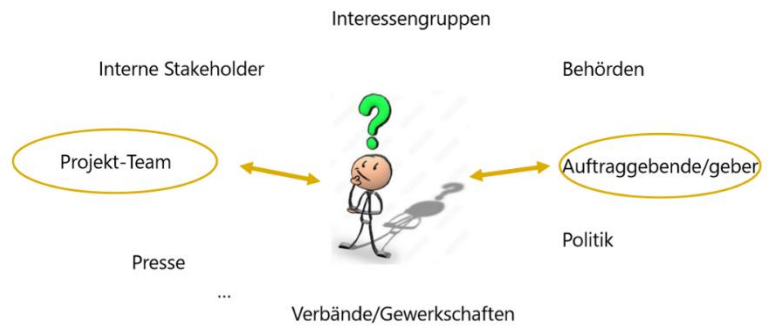 Interessengruppen
Interne Stakeholder
Behörden
Projekt-Team
Auftraggebende/geber
Politik
Presse
...
Verbände/Gewerkschaften